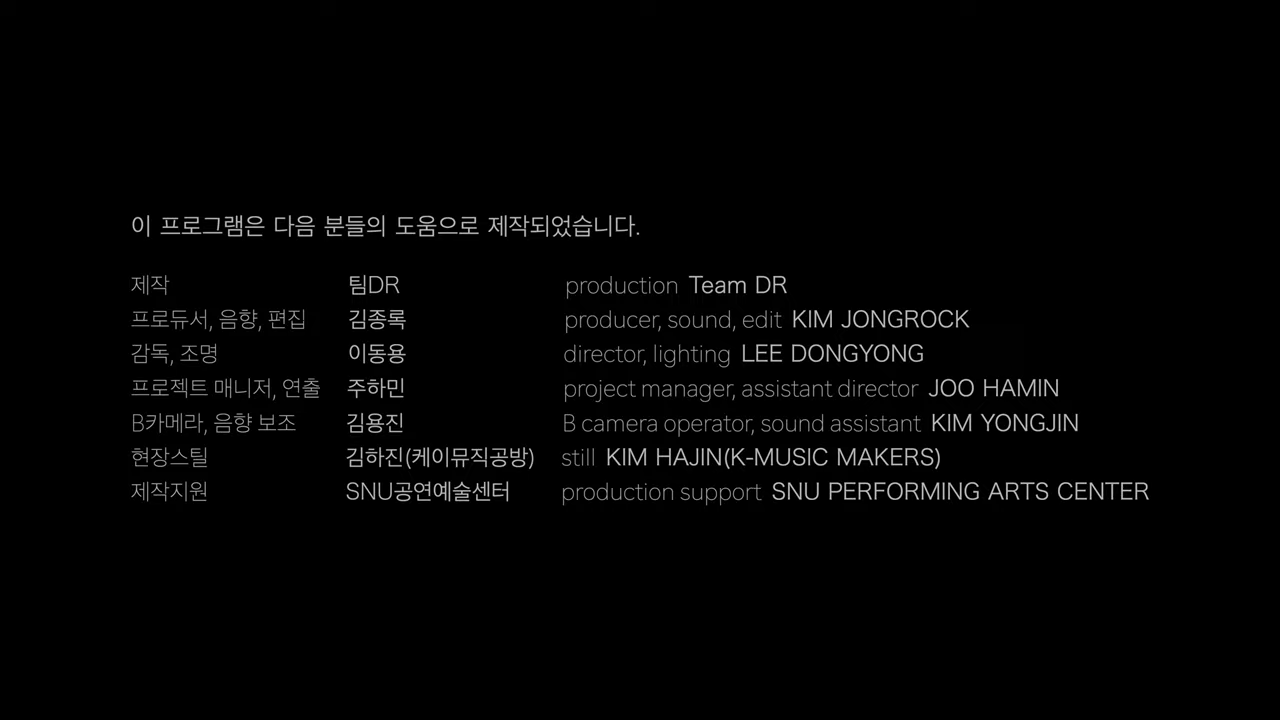 이 프로그램은 다음 분들의 도움으로 제작되었습니다.
제작 팀DR production Team DR
프로듀서, 음향, 편집 김종록 producer, sound, edit KIM JONGROCK
감독, 조명 이동용 director, lighting LEE DONGYONG
프로젝트 매니저, 연출 주하민 project manager, assistant director JOO HAMIN
B카메라, 음향 보조 김용진 B camera operator, sound assistant KIM YONGJIN
현장스틸 김하진(케이뮤직공방) still KIM HAJIN(K-MUSIC MAKERS)
제작지원 SNU공연예술센터 production support SNU PERFORMING ARTS CENTER